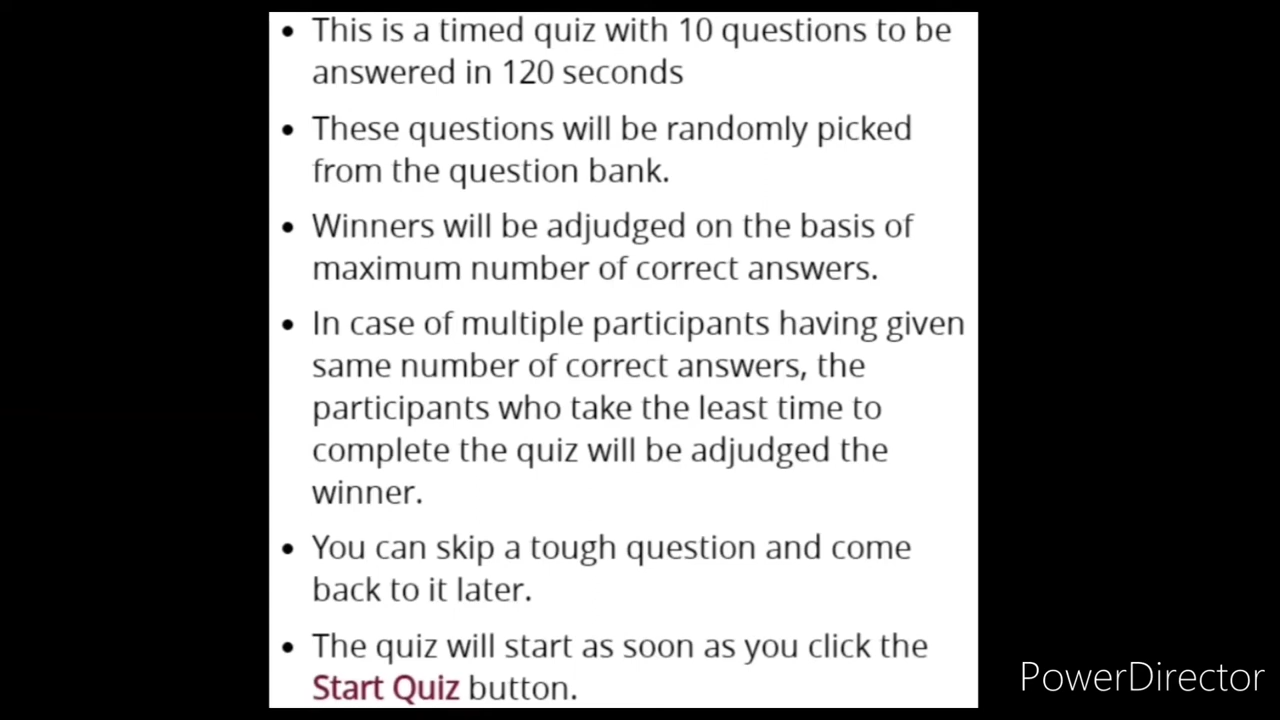 • This is a timed quiz with 10 questions to be
answered in 120 seconds
• These questions will be randomly picked
from the question bank.
• Winners will be adjudged on the basis of
maximum number of correct answers.
• In case of multiple participants having given
same number of correct answers, the
participants who take the least time to
complete the quiz will be adjudged the
winner.
• You can skip a tough question and come
back to it later.
• The quiz will start as soon as you click the
Start Quiz button.
PowerDirector